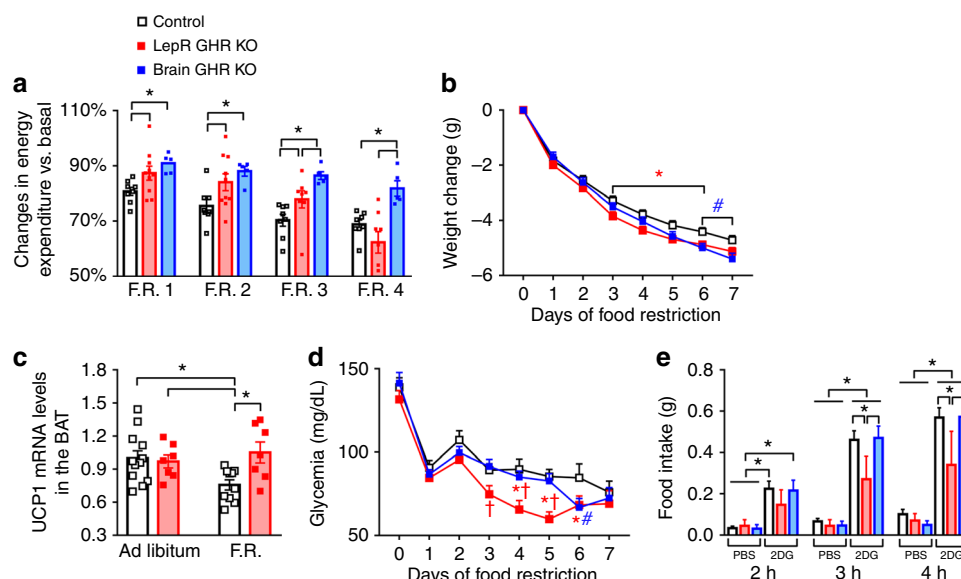 Control
LepR GHR KO
Brain GHR KO
a
Changes in energy
expenditure vs. basal
110%
90%
70%
50%
*
*
*
*
F.R. 1
F.R. 2
F.R. 3
F.R. 4
b
Weight change (g)
0
−2
−4
−6
*
#
0 1 2 3 4 5 6 7
Days of food restriction
c
UCP1 mRNA levels
in the BAT
1.8
1.5
1.2
0.9
0.6
0.3
*
*
Ad libitum
F.R.
d
Glycemia (mg/dL)
150
100
50
†
*†
*†
*#
0 1 2 3 4 5 6 7
Days of food restriction
e
Food intake (g)
0.8
0.6
0.4
0.2
0.0
*
*
*
*
*
* *
PBS 2DG PBS 2DG PBS 2DG
2 h 3 h 4 h